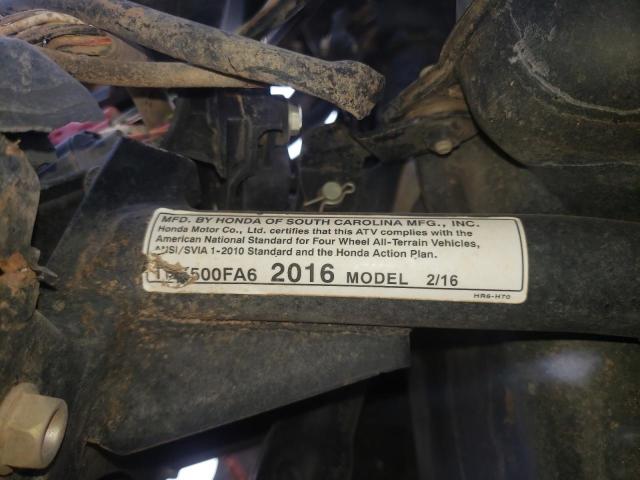 MFD. BY HONDA OF SOUTH CAROLINA MFG., INC.
Honda Motor Co., Ltd. certifies that this ATV complies with the
American National Standard for Four Wheel All-Terrain Vehicles,
ANSI/SVIA 1-2010 Standard and the Honda Action Plan.
500FA6 2016 MODEL 2/16
HR6-H70